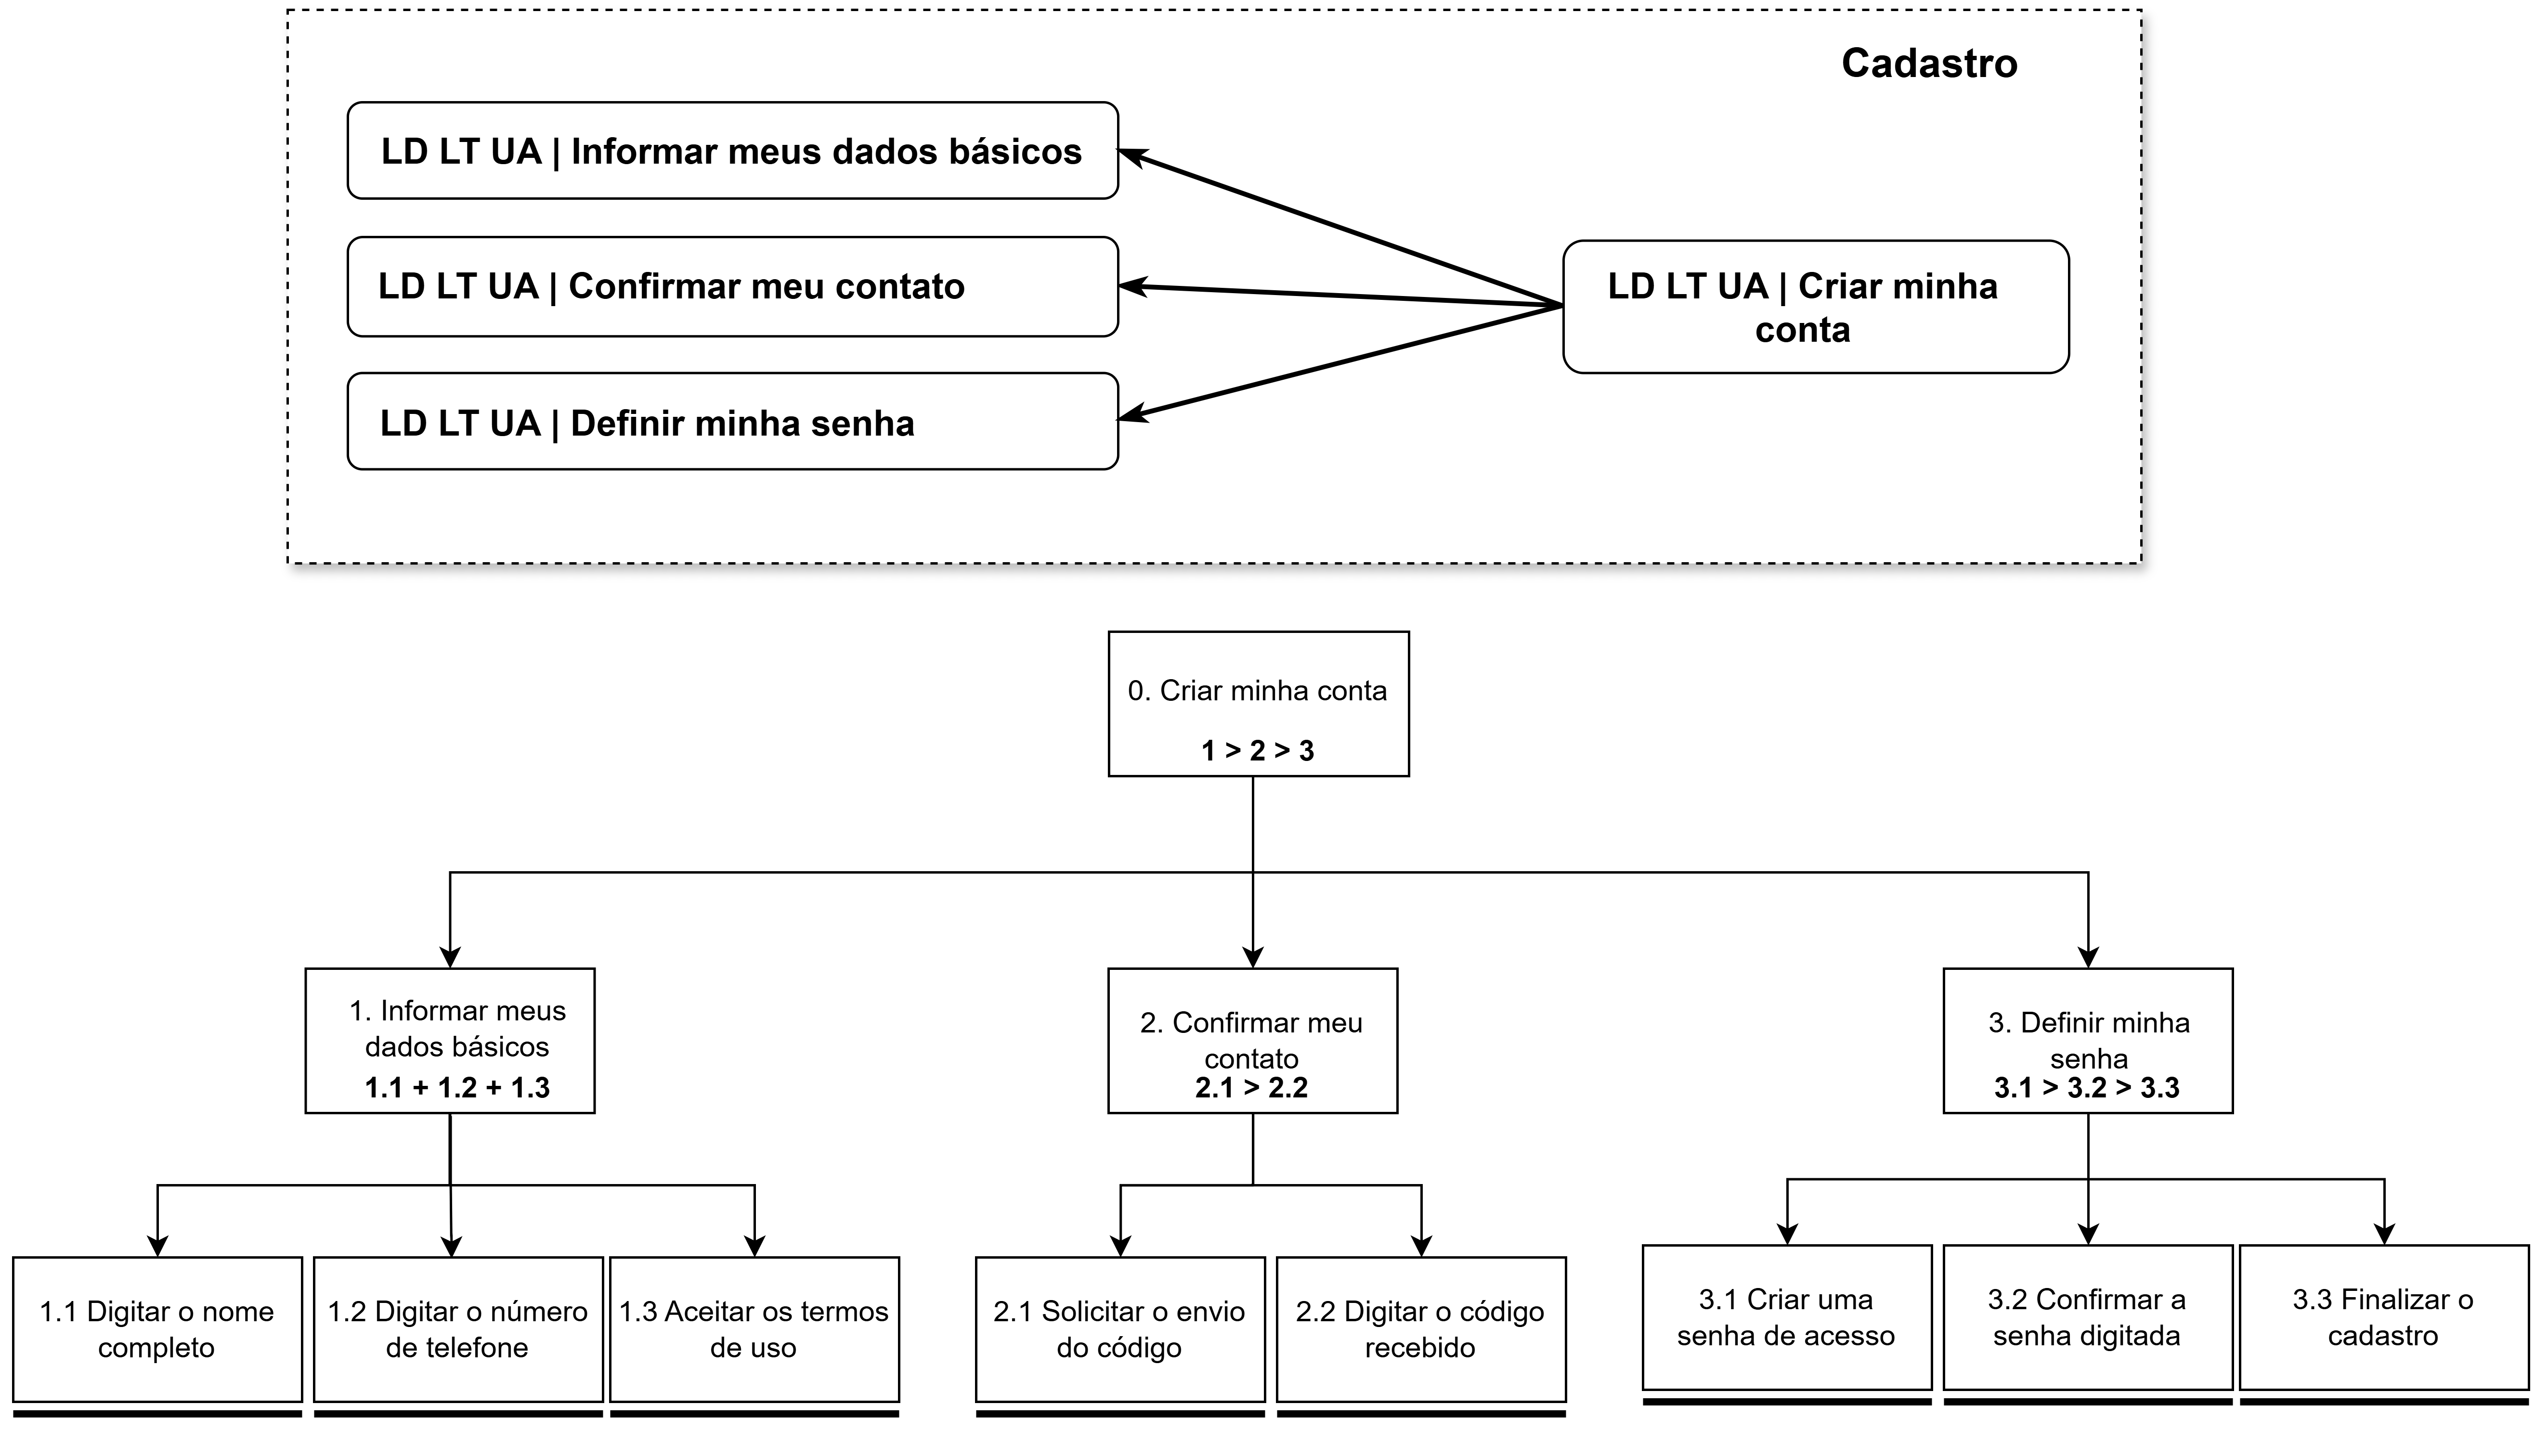 Cadastro
LD LT UA | Informar meus dados básicos
LD LT UA | Confirmar meu contato
LD LT UA | Definir minha senha
LD LT UA | Criar minha
conta
0. Criar minha conta
1 > 2 > 3
1. Informar meus
dados básicos
1.1 + 1.2 + 1.3
2. Confirmar meu
contato
2.1 > 2.2
3. Definir minha
senha
3.1 > 3.2 > 3.3
1.1 Digitar o nome
completo
1.2 Digitar o número
de telefone
1.3 Aceitar os termos
de uso
2.1 Solicitar o envio
do código
2.2 Digitar o código
recebido
3.1 Criar uma
senha de acesso
3.2 Confirmar a
senha digitada
3.3 Finalizar o
cadastro